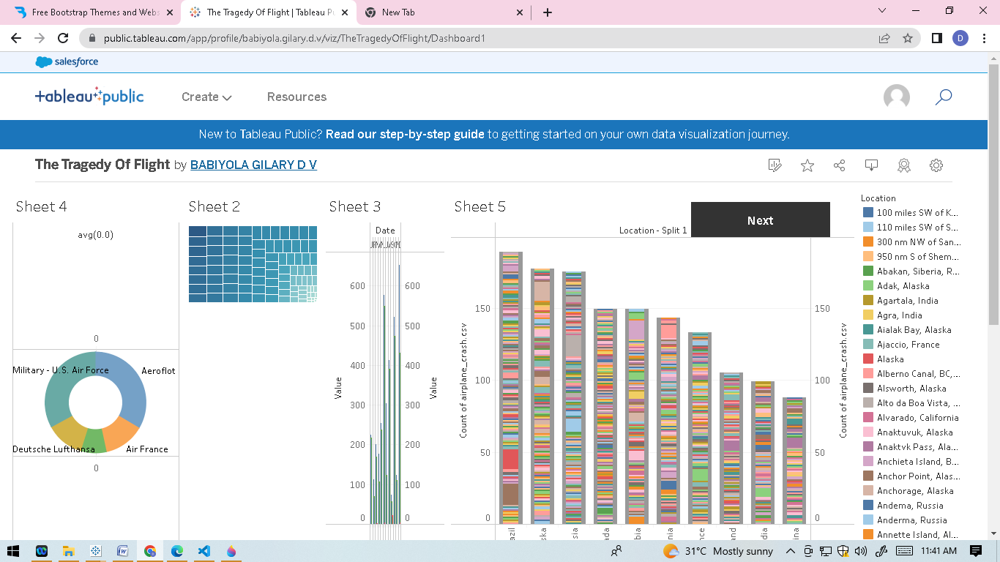 Free Bootstrap Themes and Webs
The Tragedy Of Flight | Tableau Pu
New Tab
public.tableau.com/app/profile/babiyola.gilary.d.v/viz/TheTragedyOfFlight/Dashboard1
D
salesforce
tableau public
Create
Resources
New to Tableau Public? Read our step-by-step guide to getting started on your own data visualization journey.
The Tragedy Of Flight by BABIYOLA GILARY D V
Sheet 4
avg(0.0)
0
Military - U.S. Air Force
Aeroflot
Deutsche Lufthansa
Air France
0
Sheet 2
Sheet 3
Date
600
500
400
300
200
100
0
Value
600
500
400
300
200
100
0
Value
Sheet 5
Next
Location - Split 1
150
100
50
0
Count of airplane_crash.csv
150
100
50
0
Count of airplane_crash.csv
azil
ska
sia
ada
bia
nia
nce
and
dia
ina
Location
100 miles SW of K...
110 miles SW of S...
300 nm NW of San...
950 nm S of Shem...
Abakan, Siberia, R...
Adak, Alaska
Agartala, India
Agra, India
Aialak Bay, Alaska
Ajaccio, France
Alaska
Alberno Canal, BC,...
Alsworth, Alaska
Alto da Boa Vista, ...
Alvarado, California
Anaktuvuk, Alaska
Anaktvk Pass, Ala...
Anchieta Island, B...
Anchor Point, Alas...
Anchorage, Alaska
Andema, Russia
Anderma, Russia
Annette Island, Al...
31°C Mostly sunny
11:41 AM